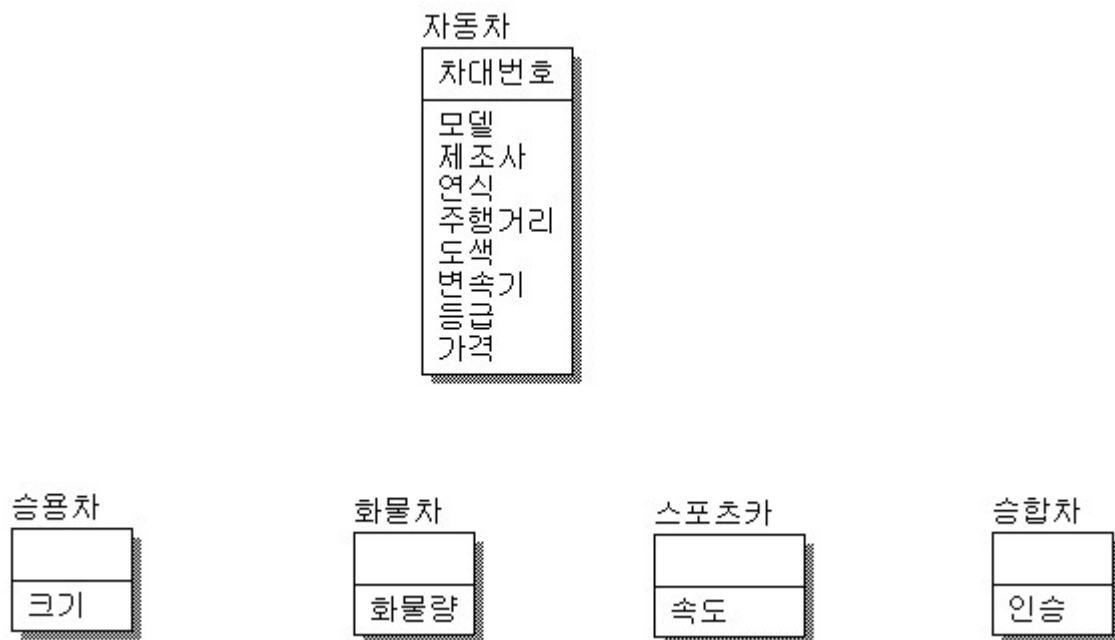 자동차
차대번호
모델
제조사
연식
주행거리
도색
변속기
등급
가격
승용차
크기
화물차
화물량
스포츠카
속도
승합차
인승